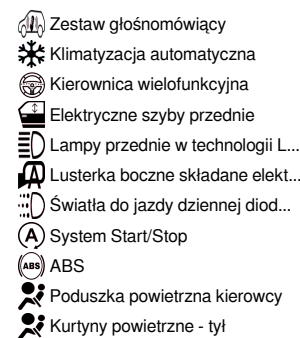 Zestaw głośnomówiący
Klimatyzacja automatyczna
Kierownica wielofunkcyjna
Elektryczne szyby przednie
Lampy przednie w technologii L...
Lusterka boczne składane elekt...
Światła do jazdy dziennej diod...
(A) System Start/Stop
(ABS) ABS
Poduszka powietrzna kierowcy
Kurtyny powietrzne - tył